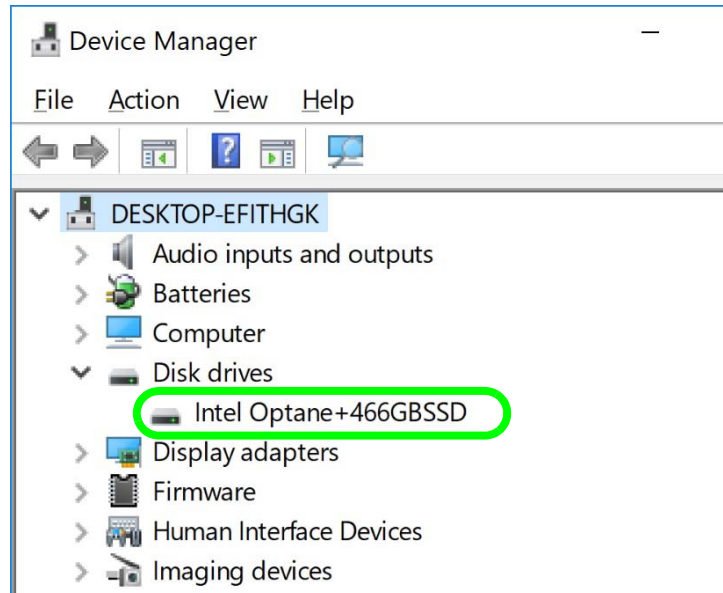 Device Manager
File Action View Help
DESKTOP-EFITHGK
Audio inputs and outputs
Batteries
Computer
Disk drives
Intel Optane+466GBSSD
Display adapters
Firmware
Human Interface Devices
Imaging devices